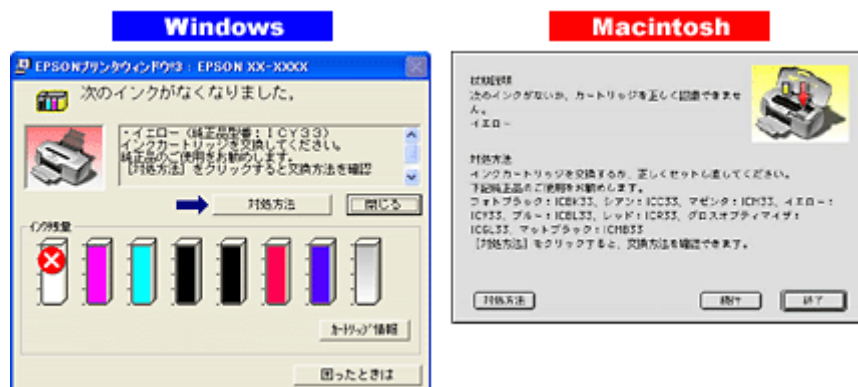 Windows
EPSONプリンタウィンドウ!3 : EPSON XX-XXXX
次のインクがなくなりました。
・イエロー（純正品型番：ICY33）
インクカートリッジを交換してください。
純正品のご使用をお勧めします。
［対処方法］をクリックすると交換方法を確認
対処方法
閉じる
インク残量
カートリッジ情報
困ったときは
Macintosh
状態説明
次のインクがないか、カートリッジを正しく認識できませ
ん。
イエロー
対処方法
インクカートリッジを交換するか、正しくセットし直してください。
下記純正品のご使用をお勧めします。
フォトブラック：ICBK33、シアン：ICC33、マゼンタ：ICM33、イエロー：
ICY33、ブルー：ICBL33、レッド：ICR33、グロスオプティマイザ：
ICGL33、マットブラック：ICMB33
［対処方法］をクリックすると、交換方法を確認できます。
対処方法
続行
終了